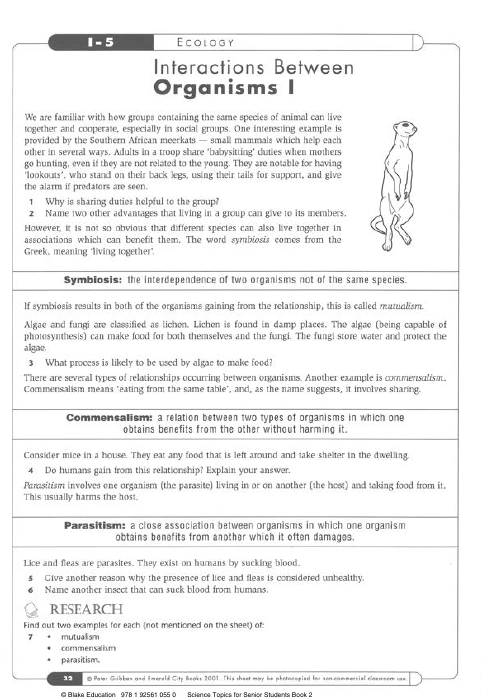 I-5 ECOLOGY
Interactions Between
Organisms I
We are familiar with how groups containing the same species of animal can live
together and cooperate, especially in social groups. One interesting example is
provided by the Southern African meerkats — small mammals which help each
other in several ways. Adults in a troop share 'babysitting' duties when mothers
go hunting, even if they are not related to the young. They are notable for having
'lookouts', who stand on their back legs, using their tails for support, and give
the alarm if predators are seen.
1 Why is sharing duties helpful to the group?
2 Name two other advantages that living in a group can give to its members.
However, it is not so obvious that different species can also live together in
associations which can benefit them. The word symbiosis comes from the
Greek, meaning 'living together'.
Symbiosis: the interdependence of two organisms not of the same species.
If symbiosis results in both of the organisms gaining from the relationship, this is called mutualism.
Algae and fungi are classified as lichen. Lichen is found in damp places. The algae (being capable of
photosynthesis) can make food for both themselves and the fungi. The fungi store water and protect the
algae.
3 What process is likely to be used by algae to make food?
There are several types of relationships occurring between organisms. Another example is commensalism.
Commensalism means 'eating from the same table', and, as the name suggests, it involves sharing.
Commensalism: a relation between two types of organisms in which one
obtains benefits from the other without harming it.
Consider mice in a house. They eat any food that is left around and take shelter in the dwelling.
4 Do humans gain from this relationship? Explain your answer.
Parasitism involves one organism (the parasite) living in or on another (the host) and taking food from it.
This usually harms the host.
Parasitism: a close association between organisms in which one organism
obtains benefits from another which it often damages.
Lice and fleas are parasites. They exist on humans by sucking blood.
5 Give another reason why the presence of lice and fleas is considered unhealthy.
6 Name another insect that can suck blood from humans.
RESEARCH
Find out two examples for each (not mentioned on the sheet) of:
7 • mutualism
• commensalism
• parasitism.
32 © Peter Gribben and Emerald City Books 2001. This sheet may be photocopied for non-commercial classroom use.
© Blake Education 978 1 92561 055 0 Science Topics for Senior Students Book 2